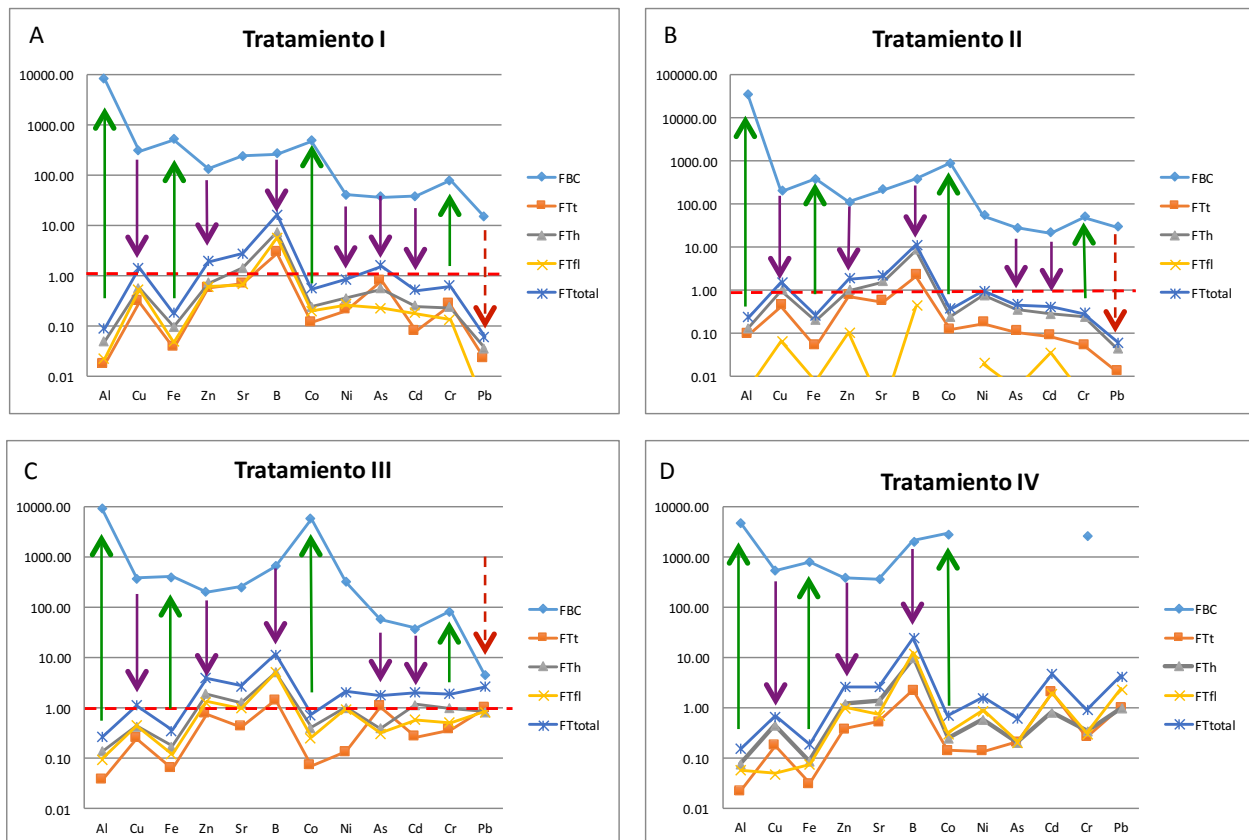 A
Tratamiento I
10000.00
1000.00
100.00
10.00
1.00
0.10
0.01
Al Cu Fe Zn Sr B Co Ni As Cd Cr Pb
FBC
FTt
FTh
FTfl
FTtotal
B
Tratamiento II
100000.00
10000.00
1000.00
100.00
10.00
1.00
0.10
0.01
Al Cu Fe Zn Sr B Co Ni As Cd Cr Pb
FBC
FTt
FTh
FTfl
FTtotal
C
Tratamiento III
10000.00
1000.00
100.00
10.00
1.00
0.10
0.01
Al Cu Fe Zn Sr B Co Ni As Cd Cr Pb
FBC
FTt
FTh
FTfl
FTtotal
D
Tratamiento IV
10000.00
1000.00
100.00
10.00
1.00
0.10
0.01
Al Cu Fe Zn Sr B Co Ni As Cd Cr Pb
FBC
FTt
FTh
FTfl
FTtotal